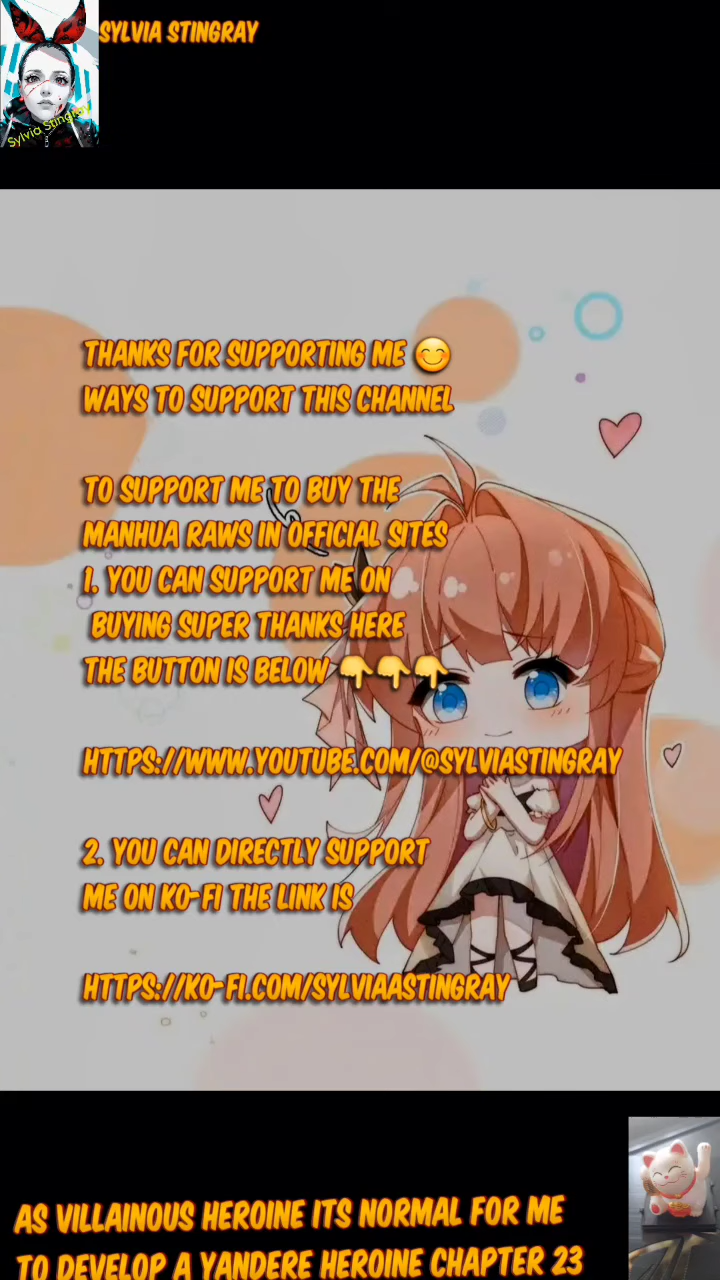 SYLVIA STINGRAY
Sylvia Stingray
THANKS FOR SUPPORTING ME 😊
WAYS TO SUPPORT THIS CHANNEL
TO SUPPORT ME TO BUY THE
MANHUA RAWS IN OFFICIAL SITES
1. YOU CAN SUPPORT ME ON
BUYING SUPER THANKS HERE
THE BUTTON IS BELOW 👇👇👇
HTTPS://WWW.YOUTUBE.COM/@SYLVIASTINGRAY
2. YOU CAN DIRECTLY SUPPORT
ME ON KO-FI THE LINK IS
HTTPS://KO-FI.COM/SYLVIAASTINGRAY
AS VILLAINOUS HEROINE ITS NORMAL FOR ME
TO DEVELOP A YANDERE HEROINE CHAPTER 23